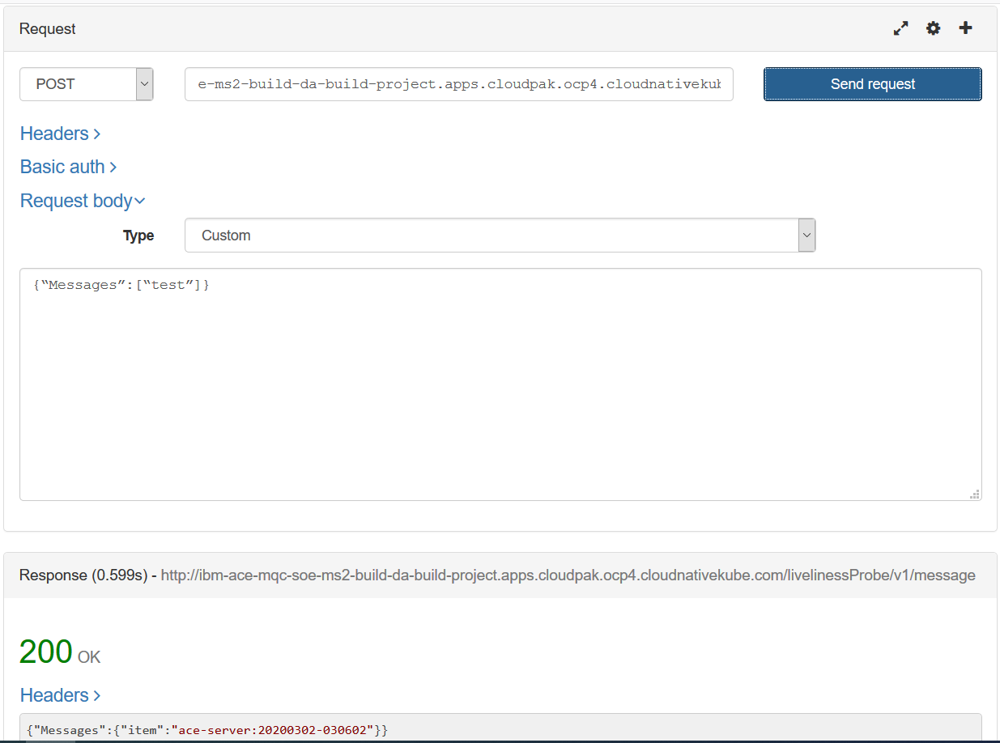 Request
POST
e-ms2-build-da-build-project.apps.cloudpak.ocp4.cloudnativekub
Send request
Headers
Basic auth
Request body
Type
Custom
{“Messages”:[“test”]}
Response (0.599s) - http://ibm-ace-mqc-soe-ms2-build-da-build-project.apps.cloudpak.ocp4.cloudnativekube.com/livelinessProbe/v1/message
200 OK
Headers
{"Messages":{"item":"ace-server:20200302-030602"}}